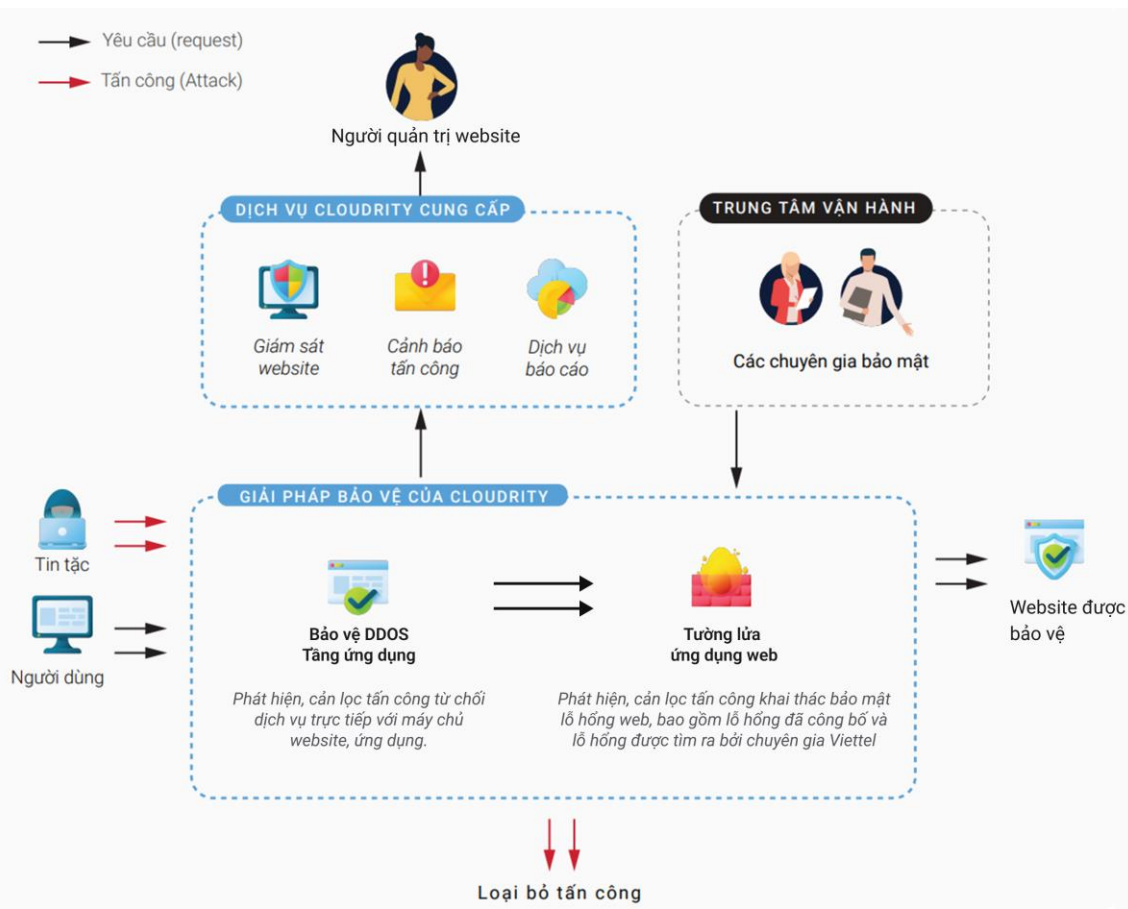 Yêu cầu (request)
Tấn công (Attack)
Người quản trị website
DỊCH VỤ CLOUDRITY CUNG CẤP
Giám sát
website
Cảnh báo
tấn công
Dịch vụ
báo cáo
TRUNG TÂM VẬN HÀNH
Các chuyên gia bảo mật
GIẢI PHÁP BẢO VỆ CỦA CLOUDRITY
Tin tặc
Người dùng
Bảo vệ DDOS
Tầng ứng dụng
Phát hiện, cản lọc tấn công từ chối
dịch vụ trực tiếp với máy chủ
website, ứng dụng.
Tường lửa
ứng dụng web
Phát hiện, cản lọc tấn công khai thác bảo mật
lỗ hổng web, bao gồm lỗ hổng đã công bố và
lỗ hổng được tìm ra bởi chuyên gia Viettel
Website được
bảo vệ
Loại bỏ tấn công